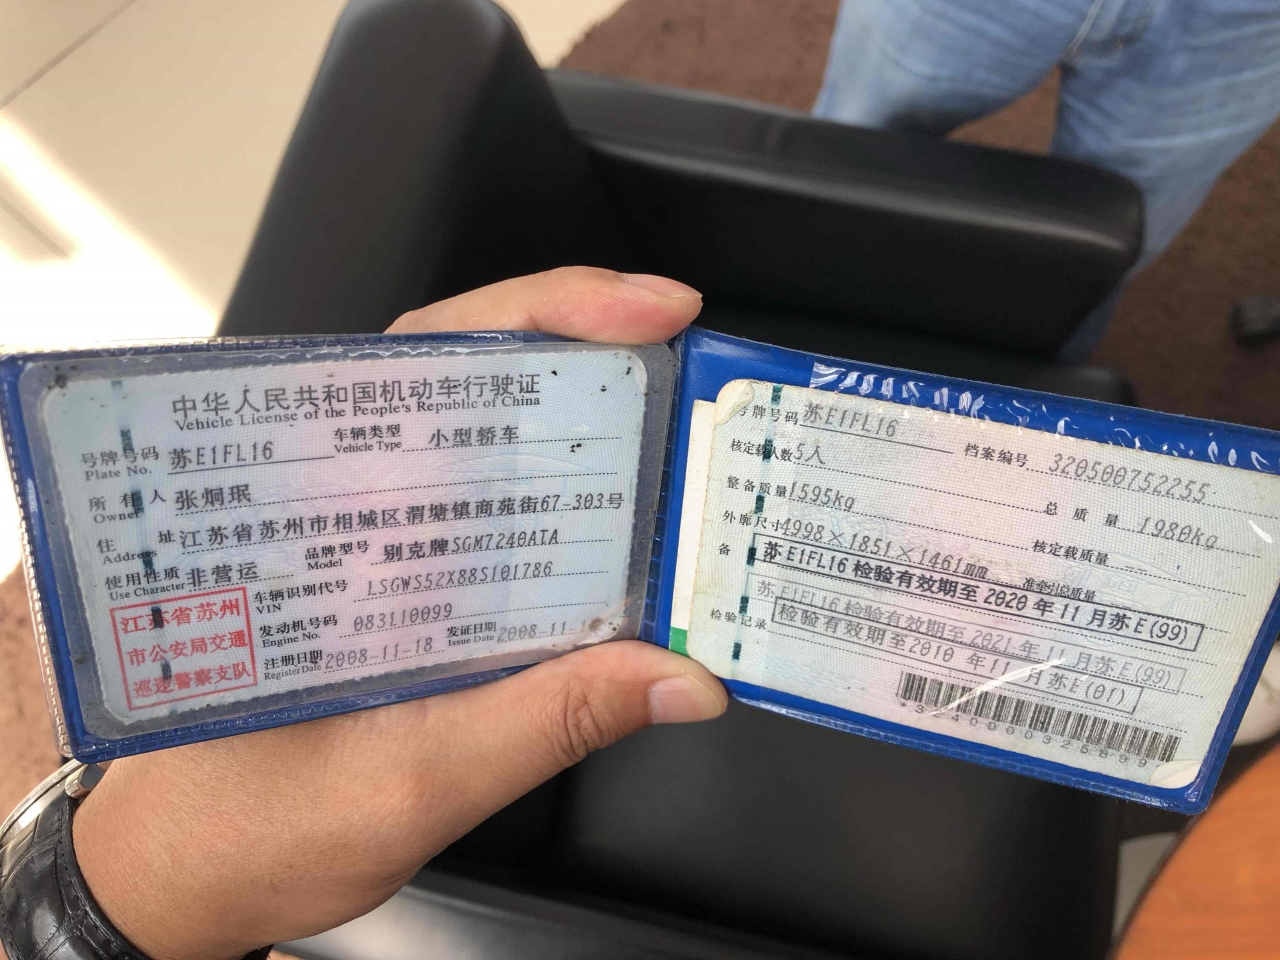 中华人民共和国机动车行驶证
Vehicle License of the People's Republic of China
号牌号码 苏E1FL16 车辆类型 小型轿车
Plate No. Vehicle Type
所有人 张炯珉
Owner
住址 江苏省苏州市相城区渭塘镇商苑街67-303号
Address
使用性质 非营运 品牌型号 别克牌SGM7240ATA
Use Character Model
车辆识别代号 LSGWS52X88S101786
VIN
发动机号码 083110099
Engine No.
注册日期 2008-11-18 发证日期 2008-11-
Register Date Issue Date
江苏省苏州
市公安局交通
巡逻警察支队
号牌号码 苏E1FL16 档案编号 320500752255
核定载人数 5人 总质量 1980kg
整备质量 1595kg 核定载质量
外廓尺寸 4998×1851×1461mm 准牵引总质量
备 苏E1FL16检验有效期至2020年11月苏E(99)
苏E1FL16检验有效期至2021年11月苏E(99)
检验记录 检验有效期至2010年11月苏E(01)